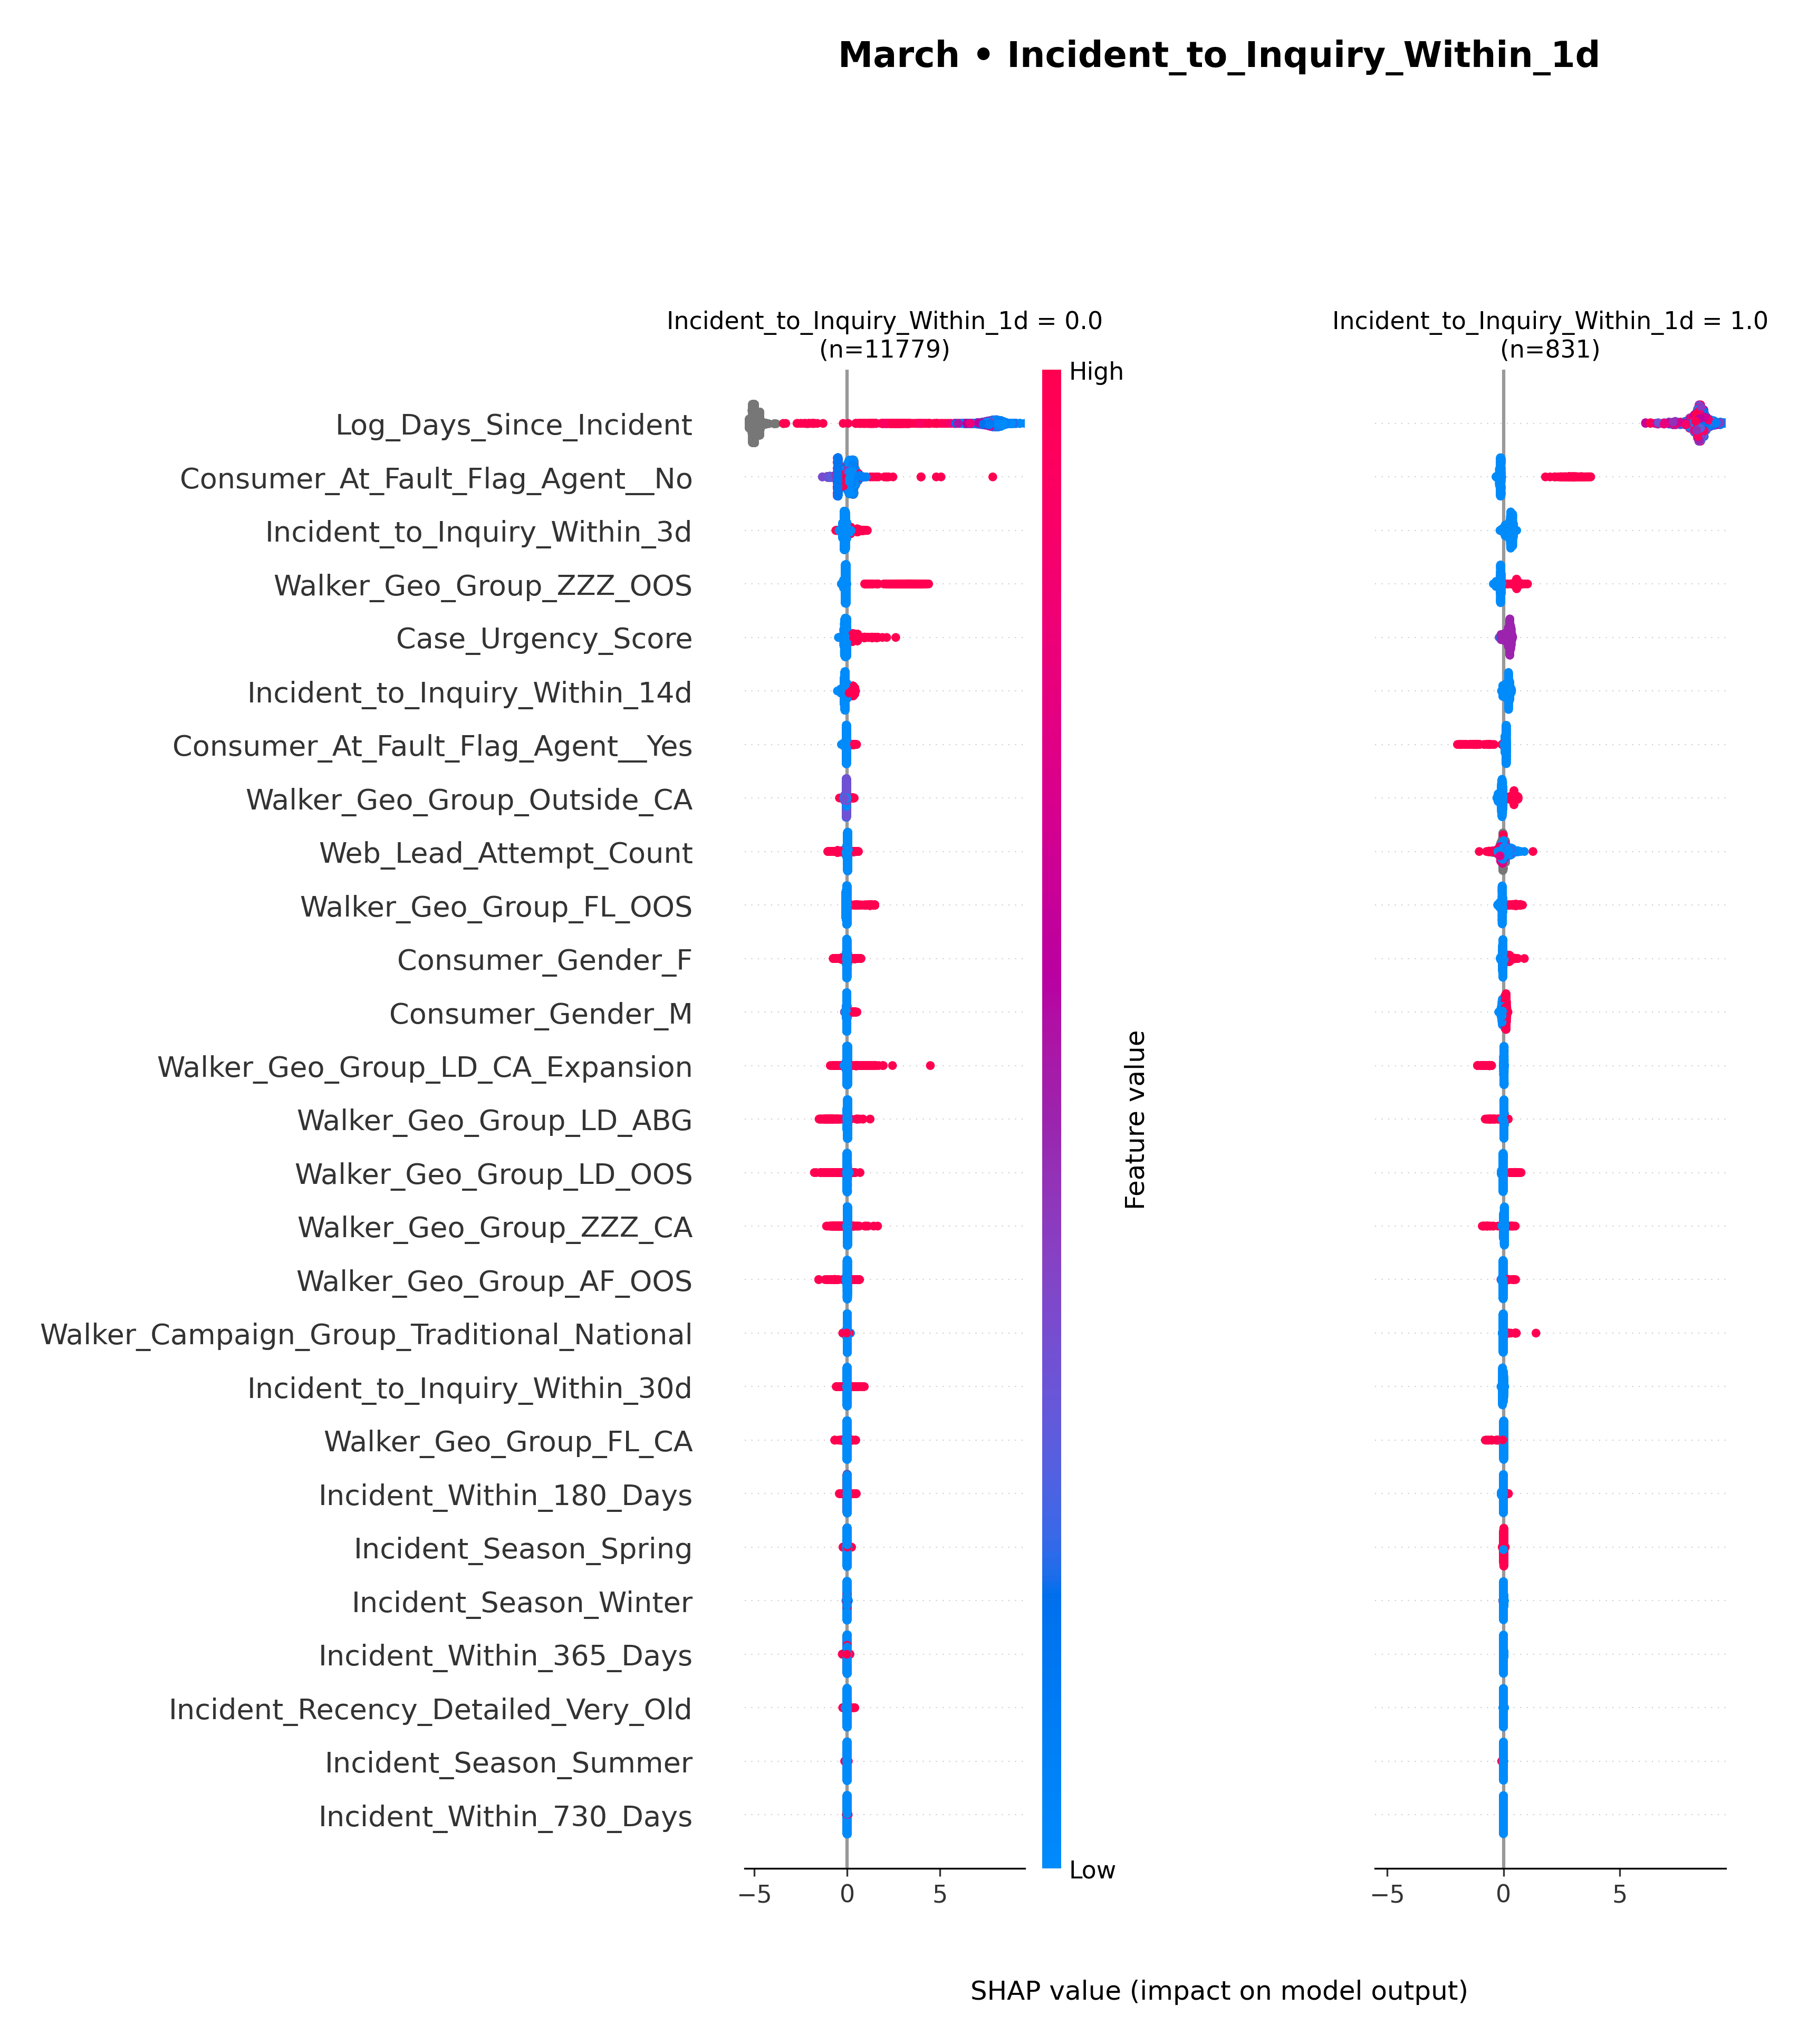 March • Incident_to_Inquiry_Within_1d
Incident_to_Inquiry_Within_1d = 0.0
(n=11779)
Incident_to_Inquiry_Within_1d = 1.0
(n=831)
High
Log_Days_Since_Incident
Consumer_At_Fault_Flag_Agent__No
Incident_to_Inquiry_Within_3d
Walker_Geo_Group_ZZZ_OOS
Case_Urgency_Score
Incident_to_Inquiry_Within_14d
Consumer_At_Fault_Flag_Agent__Yes
Walker_Geo_Group_Outside_CA
Web_Lead_Attempt_Count
Walker_Geo_Group_FL_OOS
Consumer_Gender_F
Consumer_Gender_M
Walker_Geo_Group_LD_CA_Expansion
Walker_Geo_Group_LD_ABG
Walker_Geo_Group_LD_OOS
Walker_Geo_Group_ZZZ_CA
Walker_Geo_Group_AF_OOS
Walker_Campaign_Group_Traditional_National
Incident_to_Inquiry_Within_30d
Walker_Geo_Group_FL_CA
Incident_Within_180_Days
Incident_Season_Spring
Incident_Season_Winter
Incident_Within_365_Days
Incident_Recency_Detailed_Very_Old
Incident_Season_Summer
Incident_Within_730_Days
Feature value
Low
−5 0 5
−5 0 5
SHAP value (impact on model output)